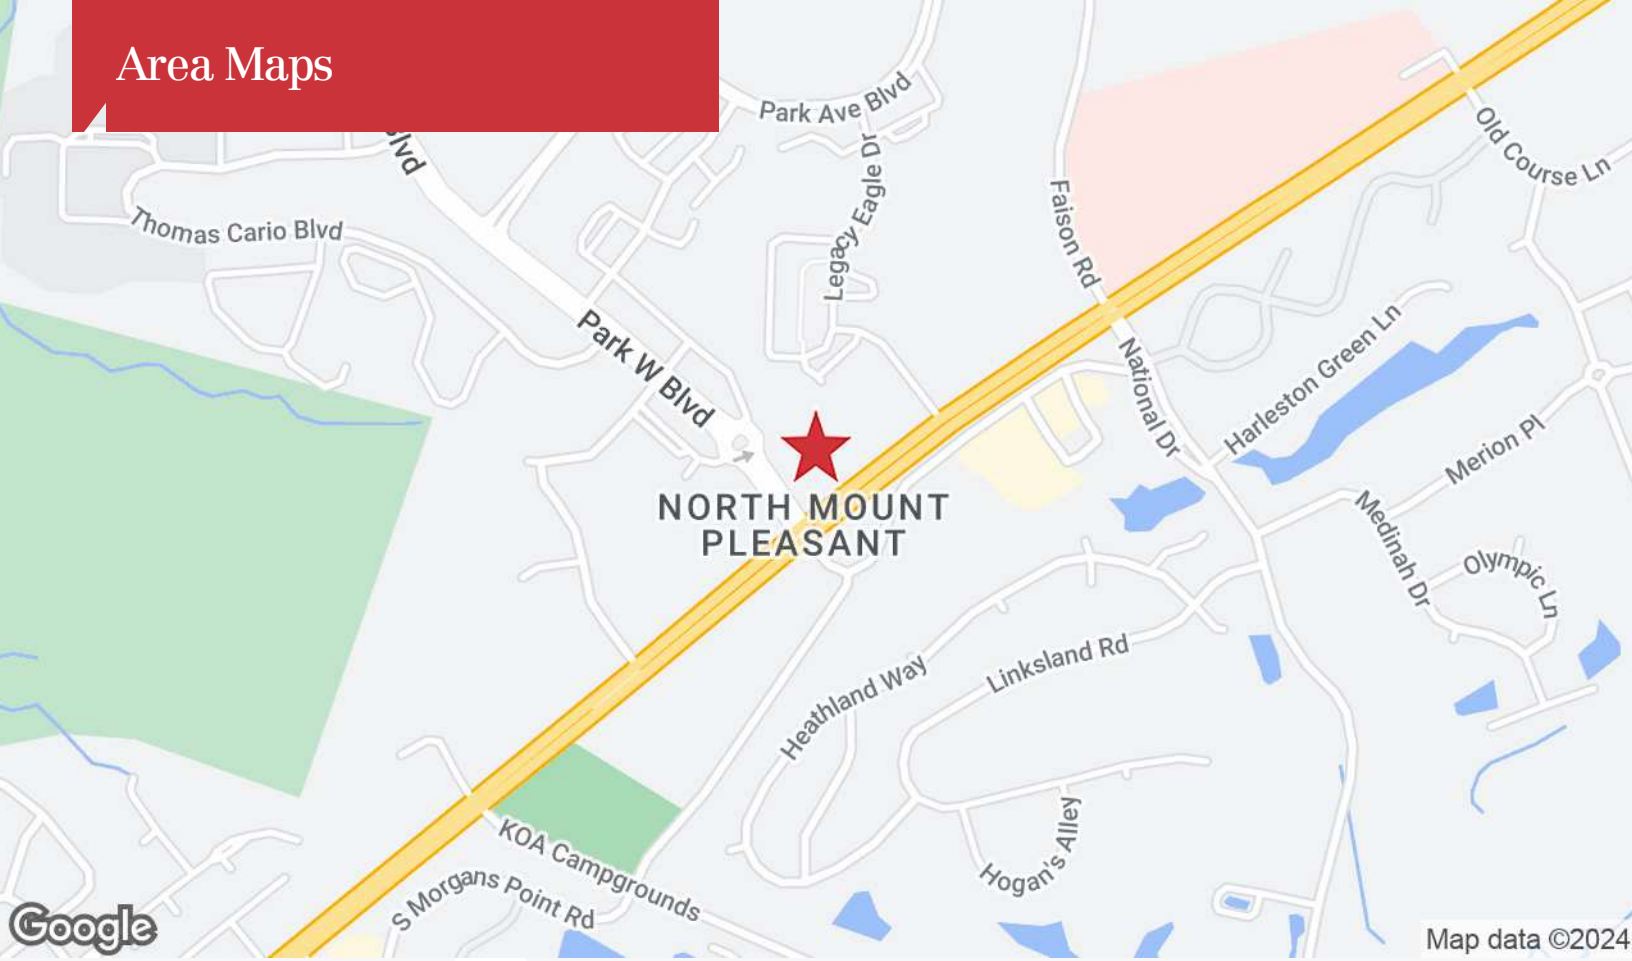 Area Maps
Park Ave Blvd
Blvd
Old Course Ln
Legacy Eagle Dr
Faison Rd
Thomas Cario Blvd
Park W Blvd
National Dr
Harleston Green Ln
Merion Pl
NORTH MOUNT
PLEASANT
Medinah Dr
Olympic Ln
Linksland Rd
Heathland Way
Hogan's Alley
KOA Campgrounds
S Morgans Point Rd
Google
Map data ©2024